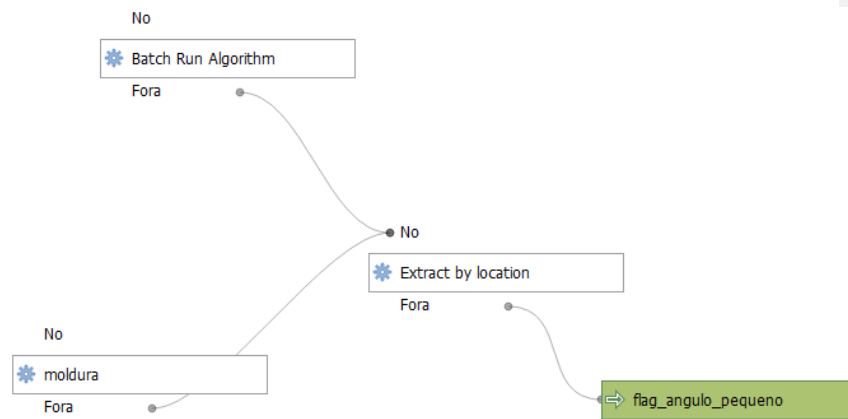 No
Batch Run Algorithm
Fora
No
Extract by location
Fora
No
moldura
Fora
flag_angulo_pequeno